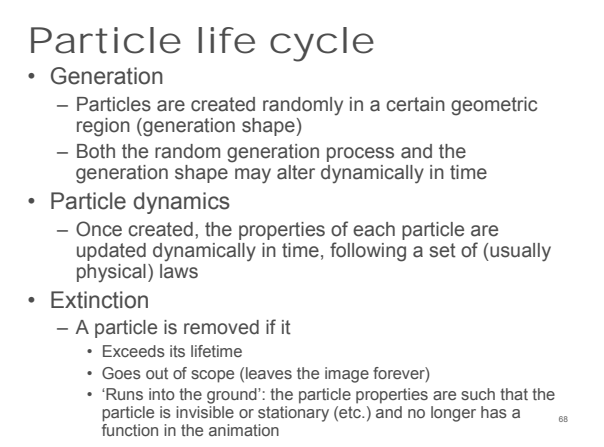 Particle life cycle
• Generation
– Particles are created randomly in a certain geometric
region (generation shape)
– Both the random generation process and the
generation shape may alter dynamically in time
• Particle dynamics
– Once created, the properties of each particle are
updated dynamically in time, following a set of (usually
physical) laws
• Extinction
– A particle is removed if it
• Exceeds its lifetime
• Goes out of scope (leaves the image forever)
• ‘Runs into the ground’: the particle properties are such that the
particle is invisible or stationary (etc.) and no longer has a
function in the animation
68